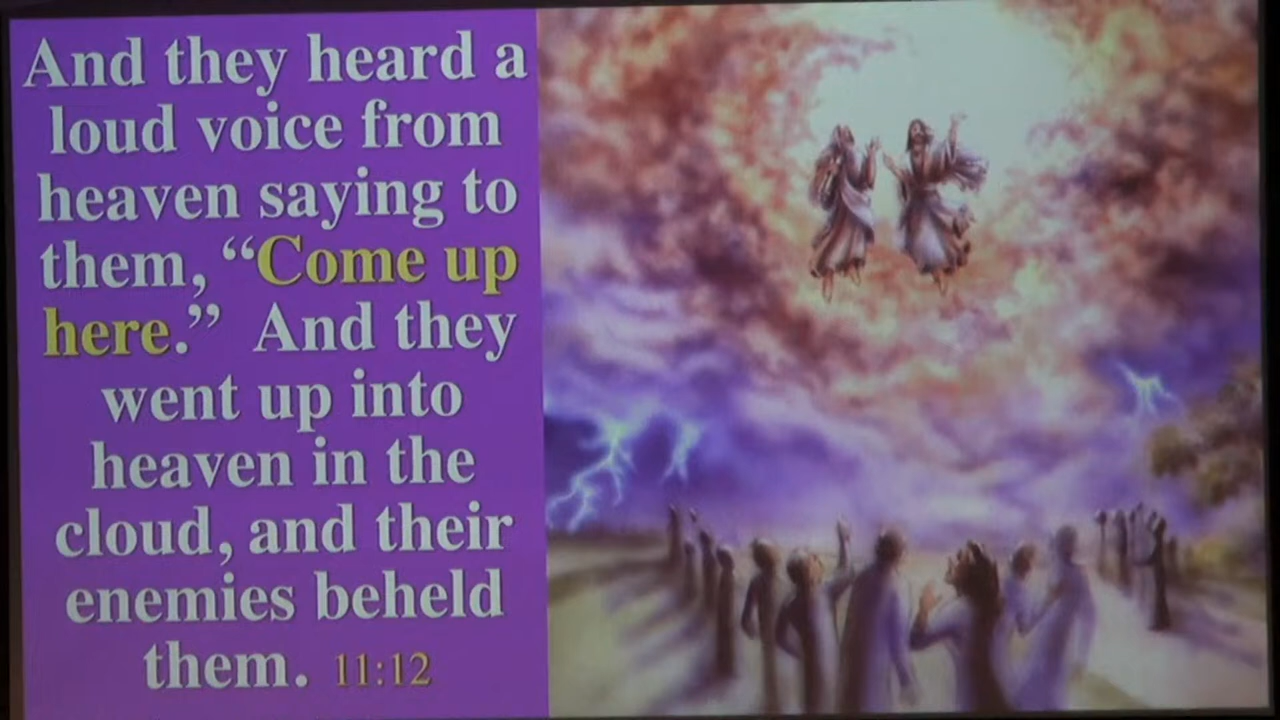 And they heard a
loud voice from
heaven saying to
them, “Come up
here.” And they
went up into
heaven in the
cloud, and their
enemies beheld
them. 11:12